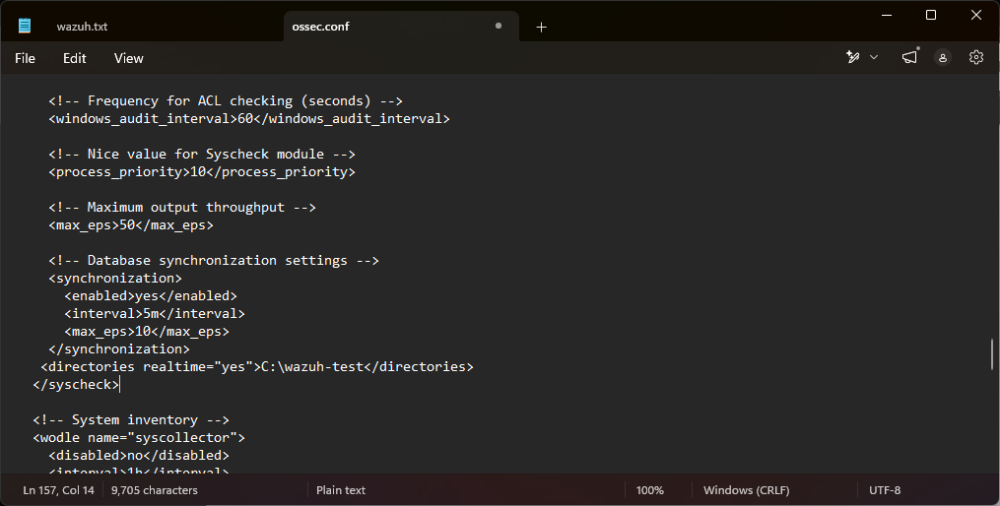 wazuh.txt
ossec.conf
File Edit View
<!-- Frequency for ACL checking (seconds) -->
<windows_audit_interval>60</windows_audit_interval>
<!-- Nice value for Syscheck module -->
<process_priority>10</process_priority>
<!-- Maximum output throughput -->
<max_eps>50</max_eps>
<!-- Database synchronization settings -->
<synchronization>
<enabled>yes</enabled>
<interval>5m</interval>
<max_eps>10</max_eps>
</synchronization>
<directories realtime="yes">C:\wazuh-test</directories>
</syscheck>
<!-- System inventory -->
<wodle name="syscollector">
<disabled>no</disabled>
<interval>1h</interval>
Ln 157, Col 14 9,705 characters Plain text 100% Windows (CRLF) UTF-8